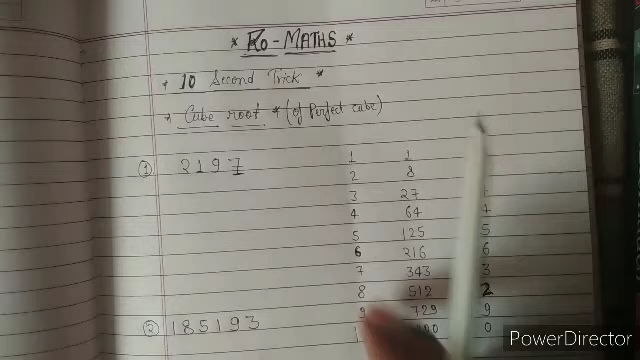 * Ro-MATHS *
* 10 Second Trick *
* Cube root * (of Perfect cube)
① 2197
1 1
2 8
3 27
4 64 4
5 125 5
6 216 6
7 343 3
8 512 2
9 729 9
0
② 185193
PowerDirector